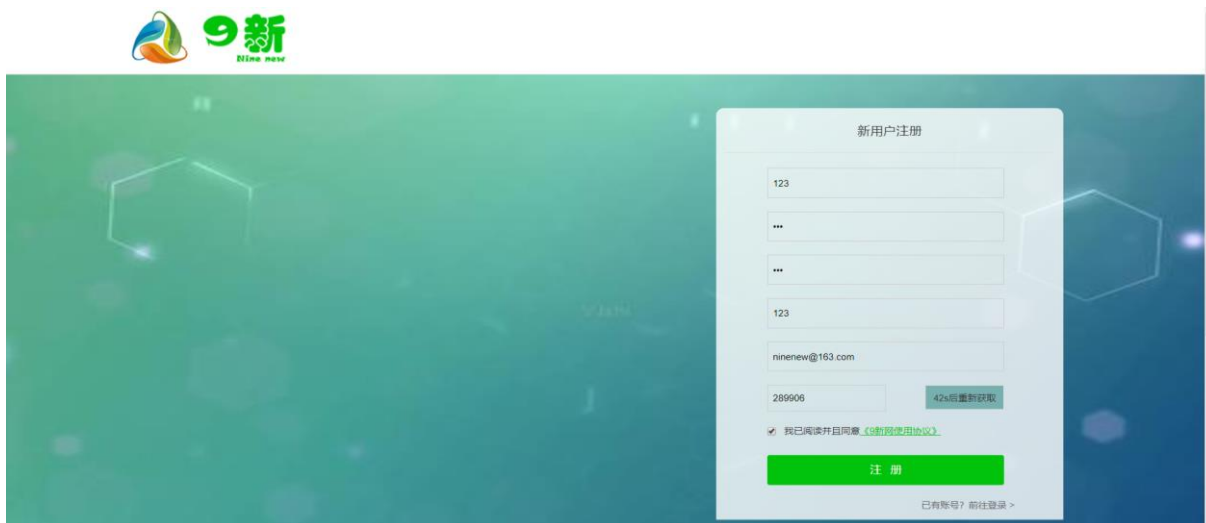 9新
Nine new
新用户注册
123
•••
•••
123
ninenew@163.com
289906
42s后重新获取
我已阅读并且同意《9新网使用协议》
注 册
已有账号？前往登录 >